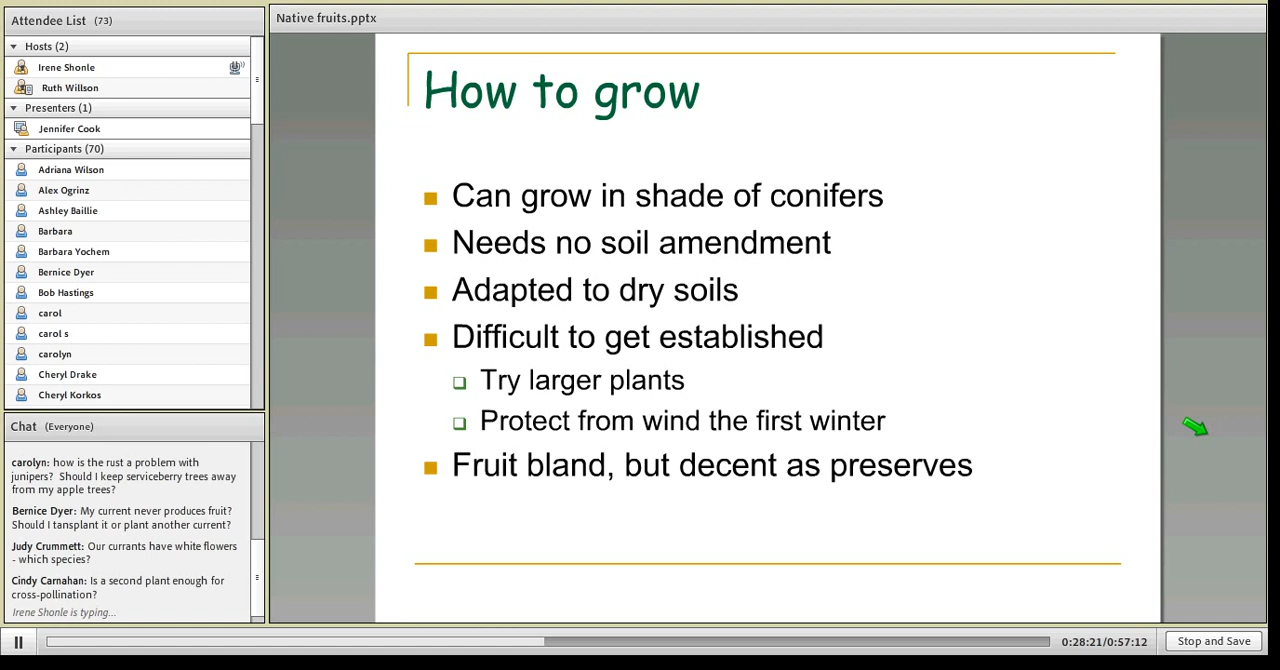 Attendee List (73)
Hosts (2)
Irene Shonle
Ruth Willson
Presenters (1)
Jennifer Cook
Participants (70)
Adriana Wilson
Alex Ogrinz
Ashley Baillie
Barbara
Barbara Yochem
Bernice Dyer
Bob Hastings
carol
carol s
carolyn
Cheryl Drake
Cheryl Korkos
Chat (Everyone)
carolyn: how is the rust a problem with
junipers? Should I keep serviceberry trees away
from my apple trees?
Bernice Dyer: My current never produces fruit?
Should I tansplant it or plant another current?
Judy Crummett: Our currants have white flowers
- which species?
Cindy Carnahan: Is a second plant enough for
cross-pollination?
Irene Shonle is typing...
Native fruits.pptx
How to grow
Can grow in shade of conifers
Needs no soil amendment
Adapted to dry soils
Difficult to get established
Try larger plants
Protect from wind the first winter
Fruit bland, but decent as preserves
0:28:21/0:57:12
Stop and Save